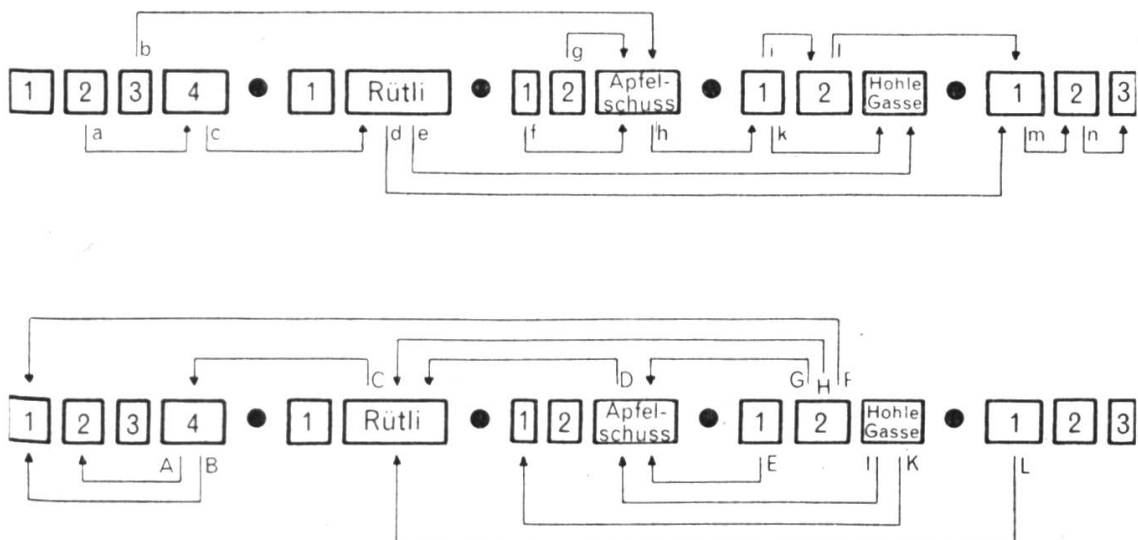 b g i l
1 2 3 4 1 Rütli 1 2 Apfel- 1 2 Hohle 1 2 3
schuss Gasse
a c d e f h k m n
C D G H F
1 2 3 4 1 Rütli 1 2 Apfel- 1 2 Hohle 1 2 3
schuss Gasse
A B E I K L